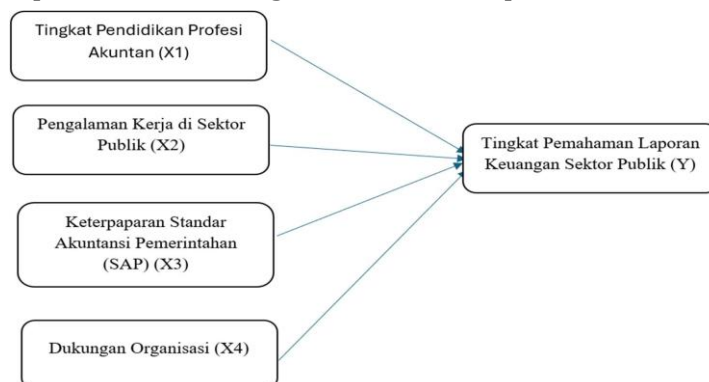 Tingkat Pendidikan Profesi
Akuntan (X1)
Pengalaman Kerja di Sektor
Publik (X2)
Tingkat Pemahaman Laporan
Keuangan Sektor Publik (Y)
Keterpaparan Standar
Akuntansi Pemerintahan
(SAP) (X3)
Dukungan Organisasi (X4)